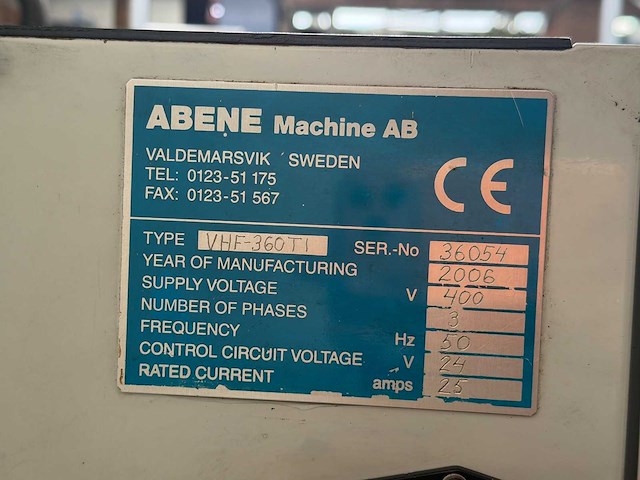 ABENE Machine AB
VALDEMARSVIK SWEDEN
TEL: 0123-51 175
FAX: 0123-51 567
CE
TYPE VHF-360T1 SER.-No 36054
YEAR OF MANUFACTURING 2006
SUPPLY VOLTAGE V 400
NUMBER OF PHASES 3
FREQUENCY Hz 50
CONTROL CIRCUIT VOLTAGE V 24
RATED CURRENT amps 25